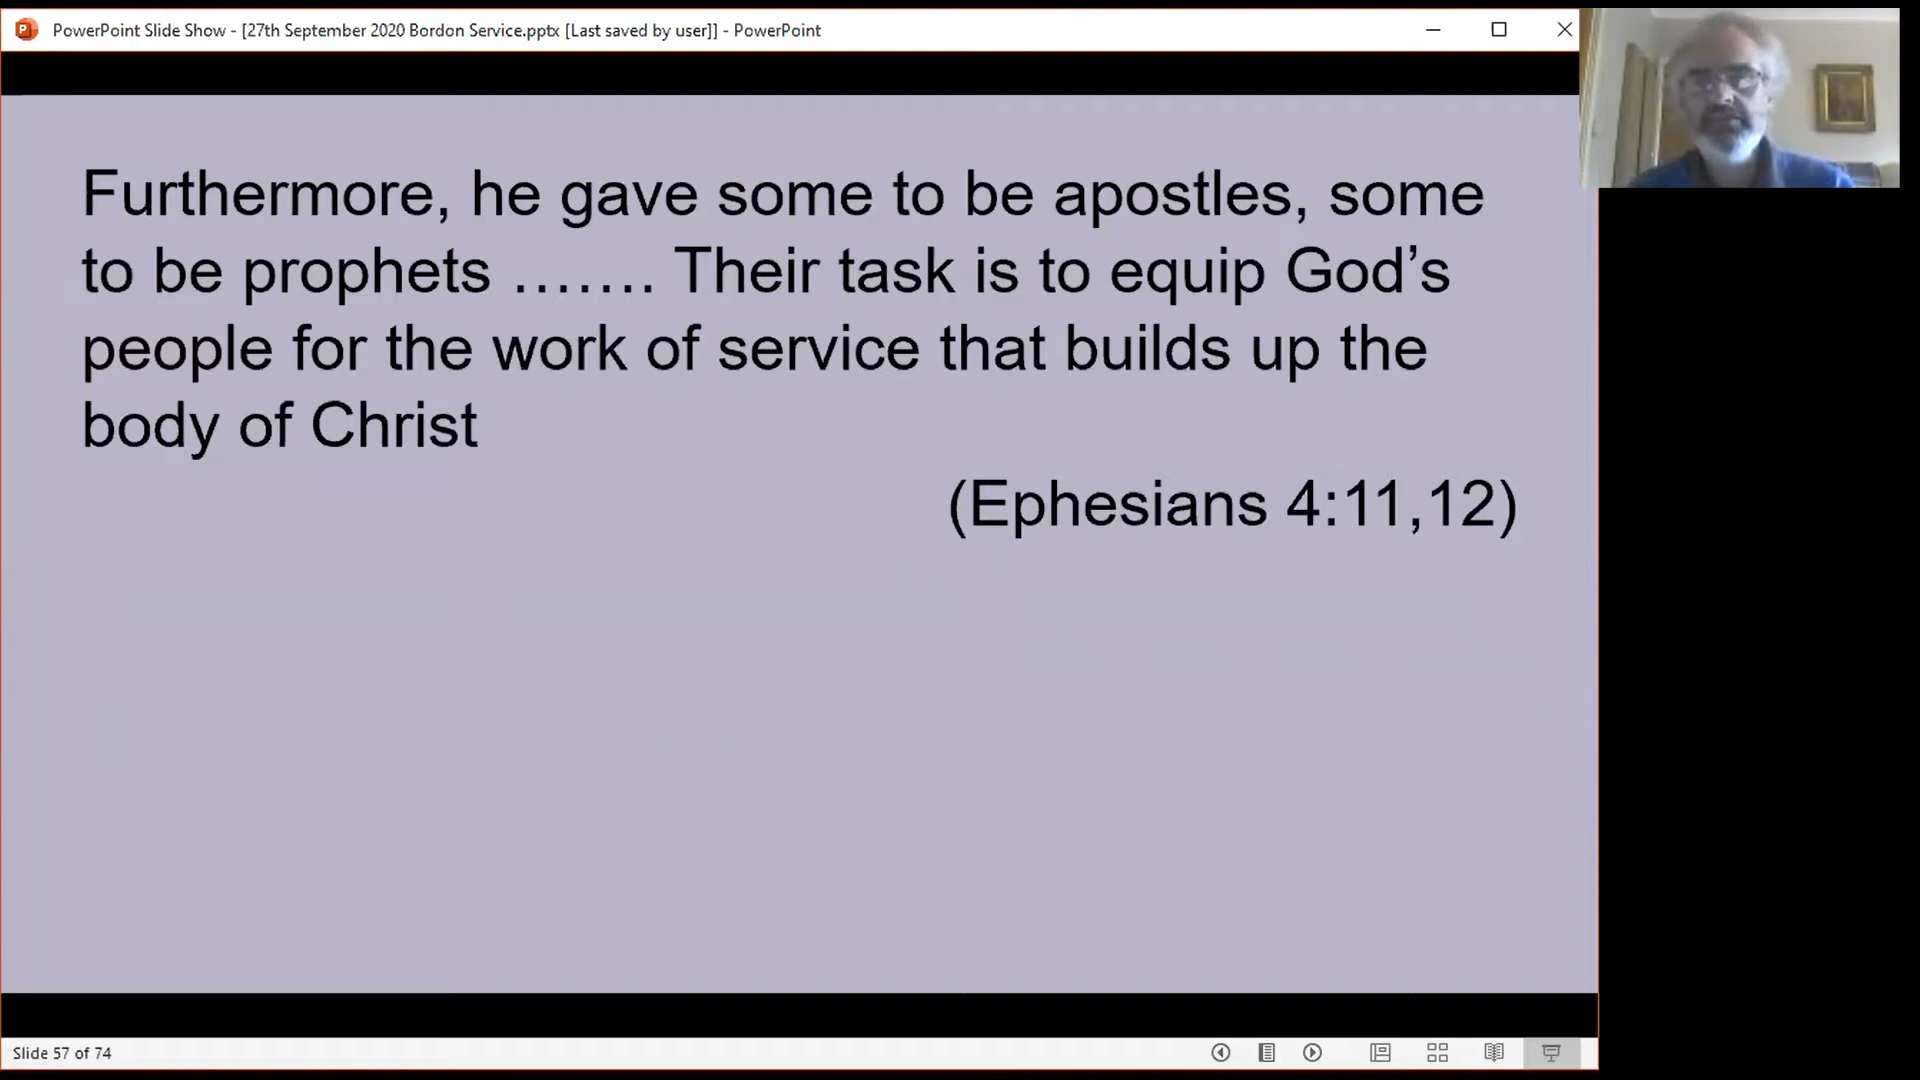 PowerPoint Slide Show - [27th September 2020 Bordon Service.pptx [Last saved by user]] - PowerPoint
Furthermore, he gave some to be apostles, some
to be prophets ....... Their task is to equip God’s
people for the work of service that builds up the
body of Christ
(Ephesians 4:11,12)
Slide 57 of 74